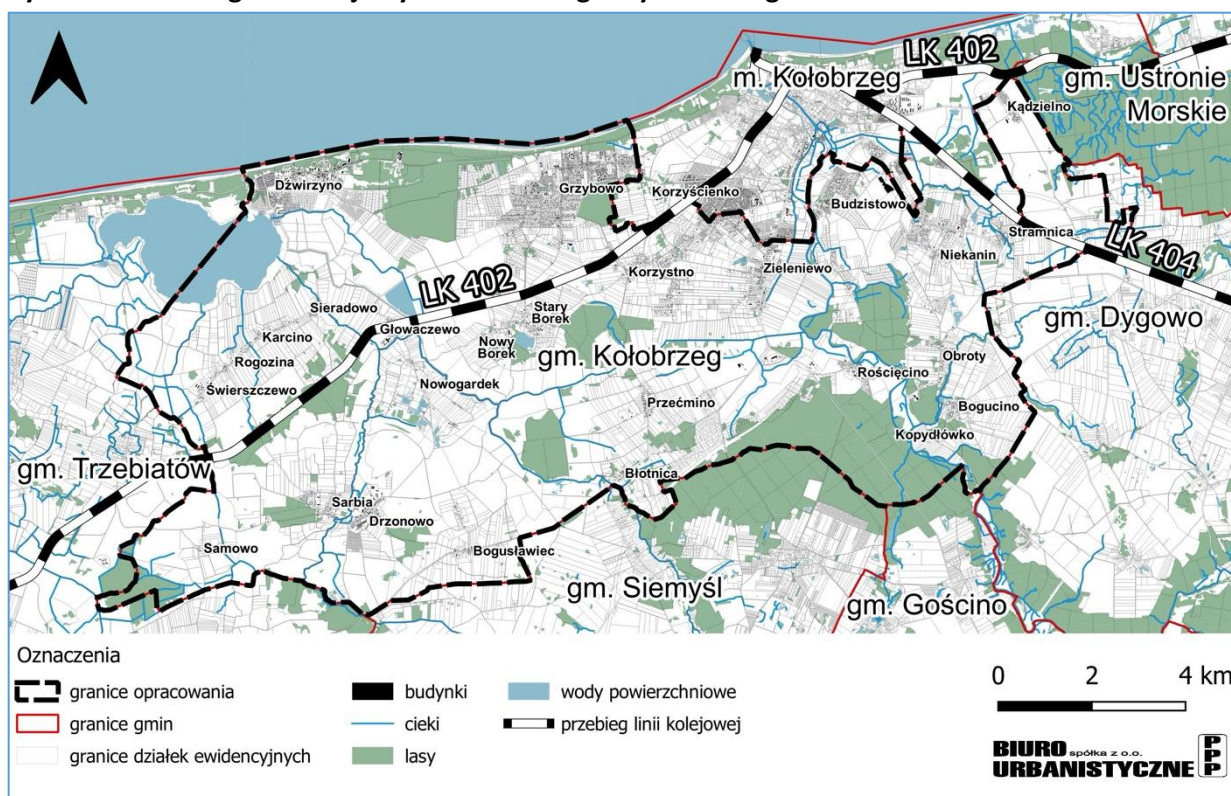 LK 402
m. Kołobrzeg
gm. Ustronie
Morskie
Kądzielno
Dźwirzyno
Grzybowo
Korzyścienko
Budzistowo
Stramnica
LK 404
Niekanin
Zieleniewo
Korzystno
LK 402
Sieradowo
Stary
Borek
Głowaczewo
Karcino
Nowy
Borek
gm. Kołobrzeg
gm. Dygowo
Rogozina
Obroty
Świerszczewo
Nowogardek
Rościęcino
Przećmino
Bogucino
Kopydłówko
gm. Trzebiatów
Błotnica
Sarbia
Drzonowo
Samowo
Bogusławiec
gm. Siemyśl
gm. Gościno
Oznaczenia
granice opracowania
budynki
wody powierzchniowe
granice gmin
cieki
przebieg linii kolejowej
granice działek ewidencyjnych
lasy
0 2 4 km
BIURO spółka z o.o.
URBANISTYCZNE PPP